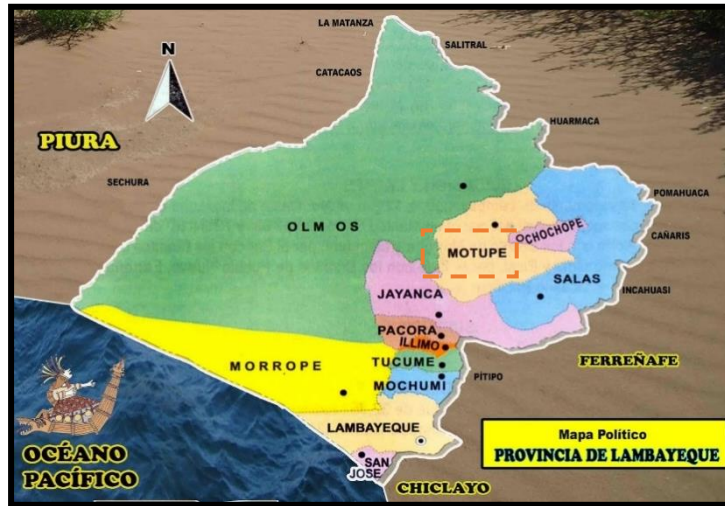 LA MATANZA
N
SALITRAL
CATACAOS
HUARMACA
PIURA
SECHURA
POMAHUACA
OLM OS
CHOCHOPE
CAÑARIS
MOTUPE
SALAS
INCAHUASI
JAYANCA
PACORA
ILLIMO
MORROPE
TUCUME
FERREÑAFE
PÍTIPO
MOCHUMI
LAMBAYEQUE
Mapa Político
PROVINCIA DE LAMBAYEQUE
OCÉANO
PACÍFICO
SAN
JOSE
CHICLAYO